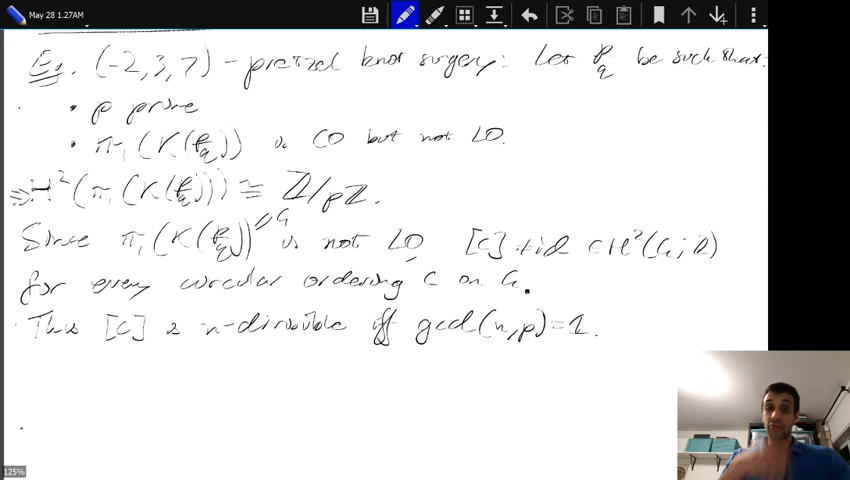 May 28 1.27AM
Eg. (-2,3,7) - pretzel knot surgery: Let p/q be such that:
• p prime
• π₁(K(p/q)) is CO but not LO.
⇒ H²(π₁(K(p/q))) ≅ ℤ/pℤ.
Since π₁(K(p/q)) = G is not LO, [c] ≠ id ∈ H²(G; ℤ)
for every circular ordering c on G.
Thus [c] is n-divisible iff gcd(n,p)=1.
125%